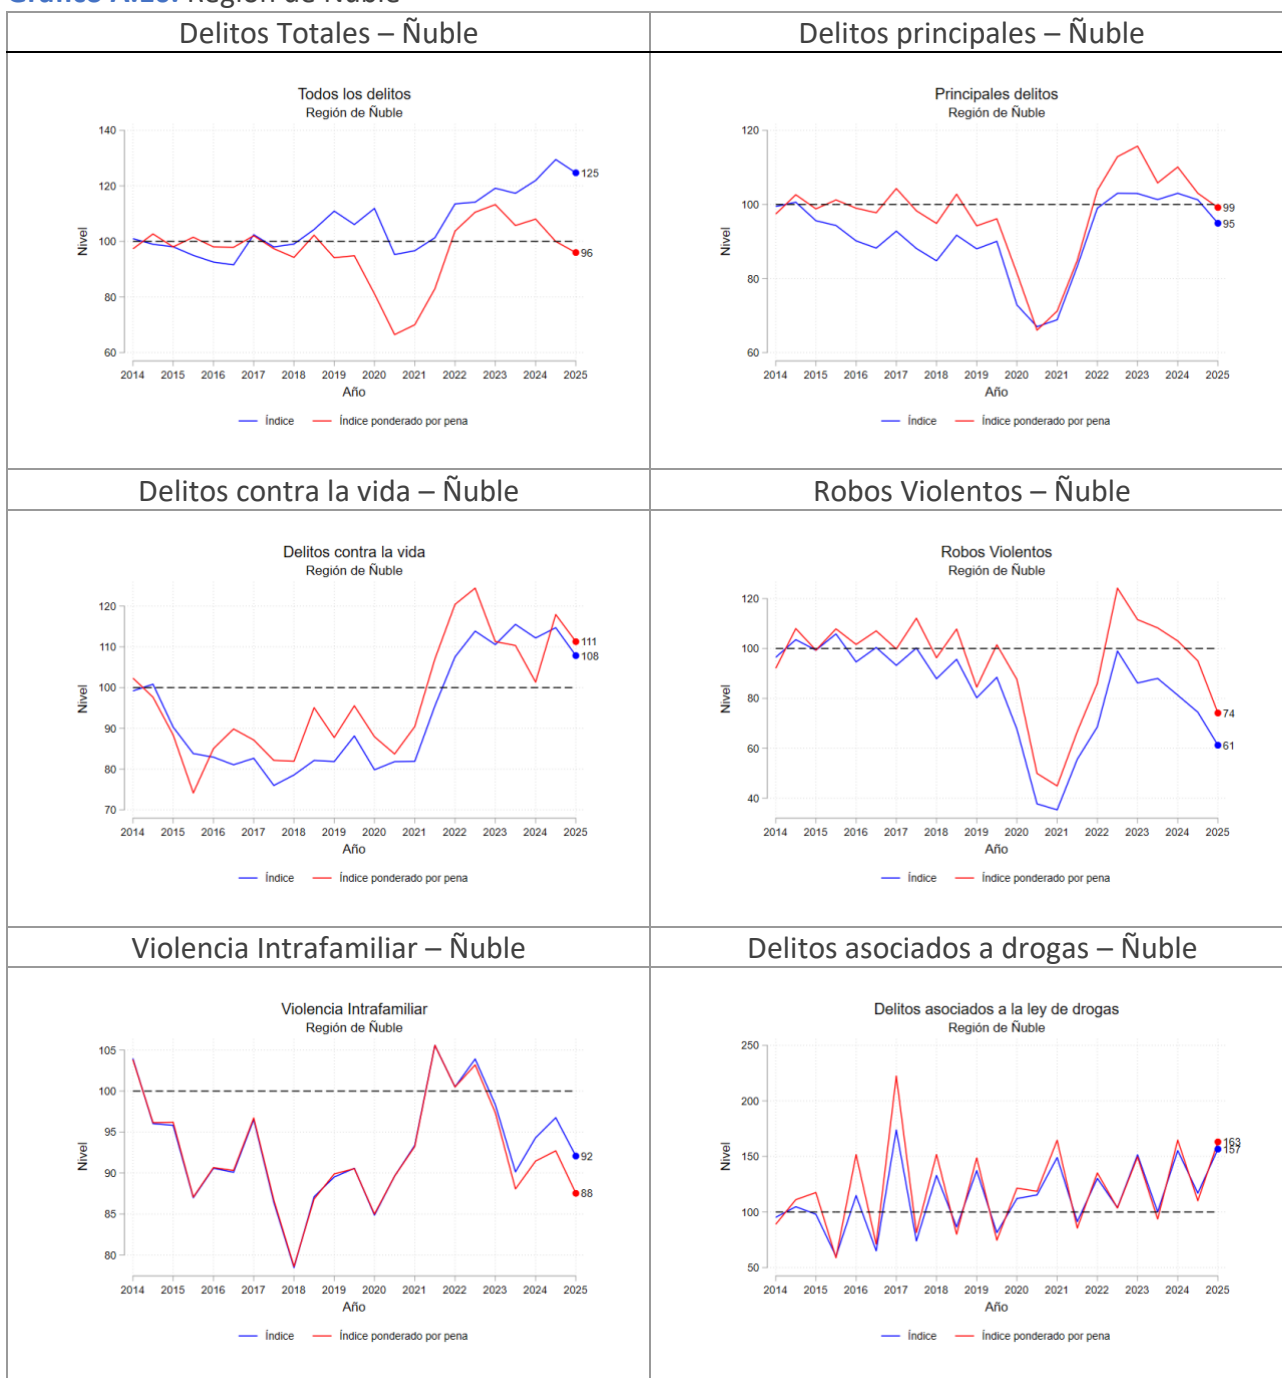 Gráfico A.16. Región de Ñuble
Delitos Totales – Ñuble
Delitos principales – Ñuble
Todos los delitos
Región de Ñuble
140
120
100
80
60
Nivel
125
96
2014 2015 2016 2017 2018 2019 2020 2021 2022 2023 2024 2025
Año
Índice
Índice ponderado por pena
Principales delitos
Región de Ñuble
120
100
80
60
Nivel
99
95
2014 2015 2016 2017 2018 2019 2020 2021 2022 2023 2024 2025
Año
Índice
Índice ponderado por pena
Delitos contra la vida – Ñuble
Robos Violentos – Ñuble
Delitos contra la vida
Región de Ñuble
120
110
100
90
80
70
Nivel
111
108
2014 2015 2016 2017 2018 2019 2020 2021 2022 2023 2024 2025
Año
Índice
Índice ponderado por pena
Robos Violentos
Región de Ñuble
120
100
80
60
40
Nivel
74
61
2014 2015 2016 2017 2018 2019 2020 2021 2022 2023 2024 2025
Año
Índice
Índice ponderado por pena
Violencia Intrafamiliar – Ñuble
Delitos asociados a drogas – Ñuble
Violencia Intrafamiliar
Región de Ñuble
105
100
95
90
85
80
Nivel
92
88
2014 2015 2016 2017 2018 2019 2020 2021 2022 2023 2024 2025
Año
Índice
Índice ponderado por pena
Delitos asociados a la ley de drogas
Región de Ñuble
250
200
150
100
50
Nivel
163
157
2014 2015 2016 2017 2018 2019 2020 2021 2022 2023 2024 2025
Año
Índice
Índice ponderado por pena